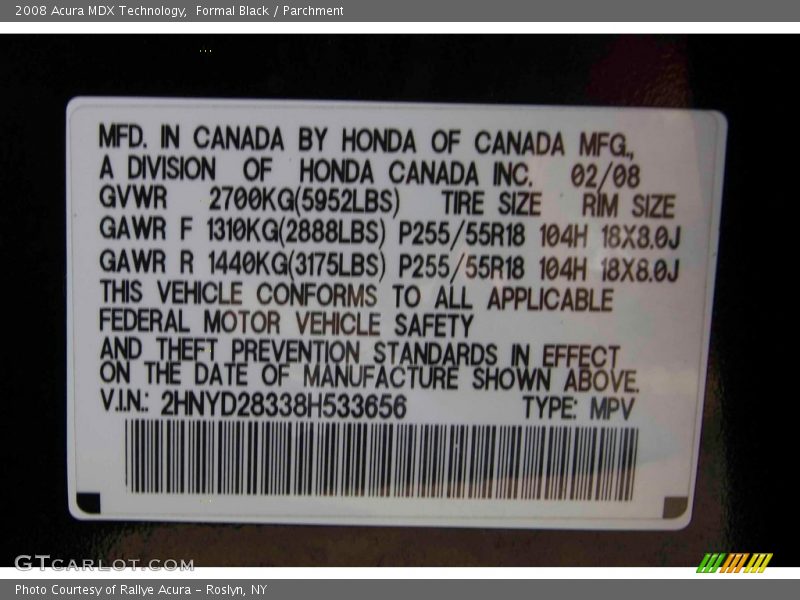 2008 Acura MDX Technology,  Formal Black / Parchment
MFD. IN CANADA BY HONDA OF CANADA MFG.,
A DIVISION OF HONDA CANADA INC. 02/08
GVWR 2700KG(5952LBS) TIRE SIZE RIM SIZE
GAWR F 1310KG(2888LBS) P255/55R18 104H 18X8.0J
GAWR R 1440KG(3175LBS) P255/55R18 104H 18X8.0J
THIS VEHICLE CONFORMS TO ALL APPLICABLE
FEDERAL MOTOR VEHICLE SAFETY
AND THEFT PREVENTION STANDARDS IN EFFECT
ON THE DATE OF MANUFACTURE SHOWN ABOVE.
V.I.N.: 2HNYD28338H533656 TYPE: MPV
GTCARLOT.COM
Photo Courtesy of Rallye Acura - Roslyn, NY